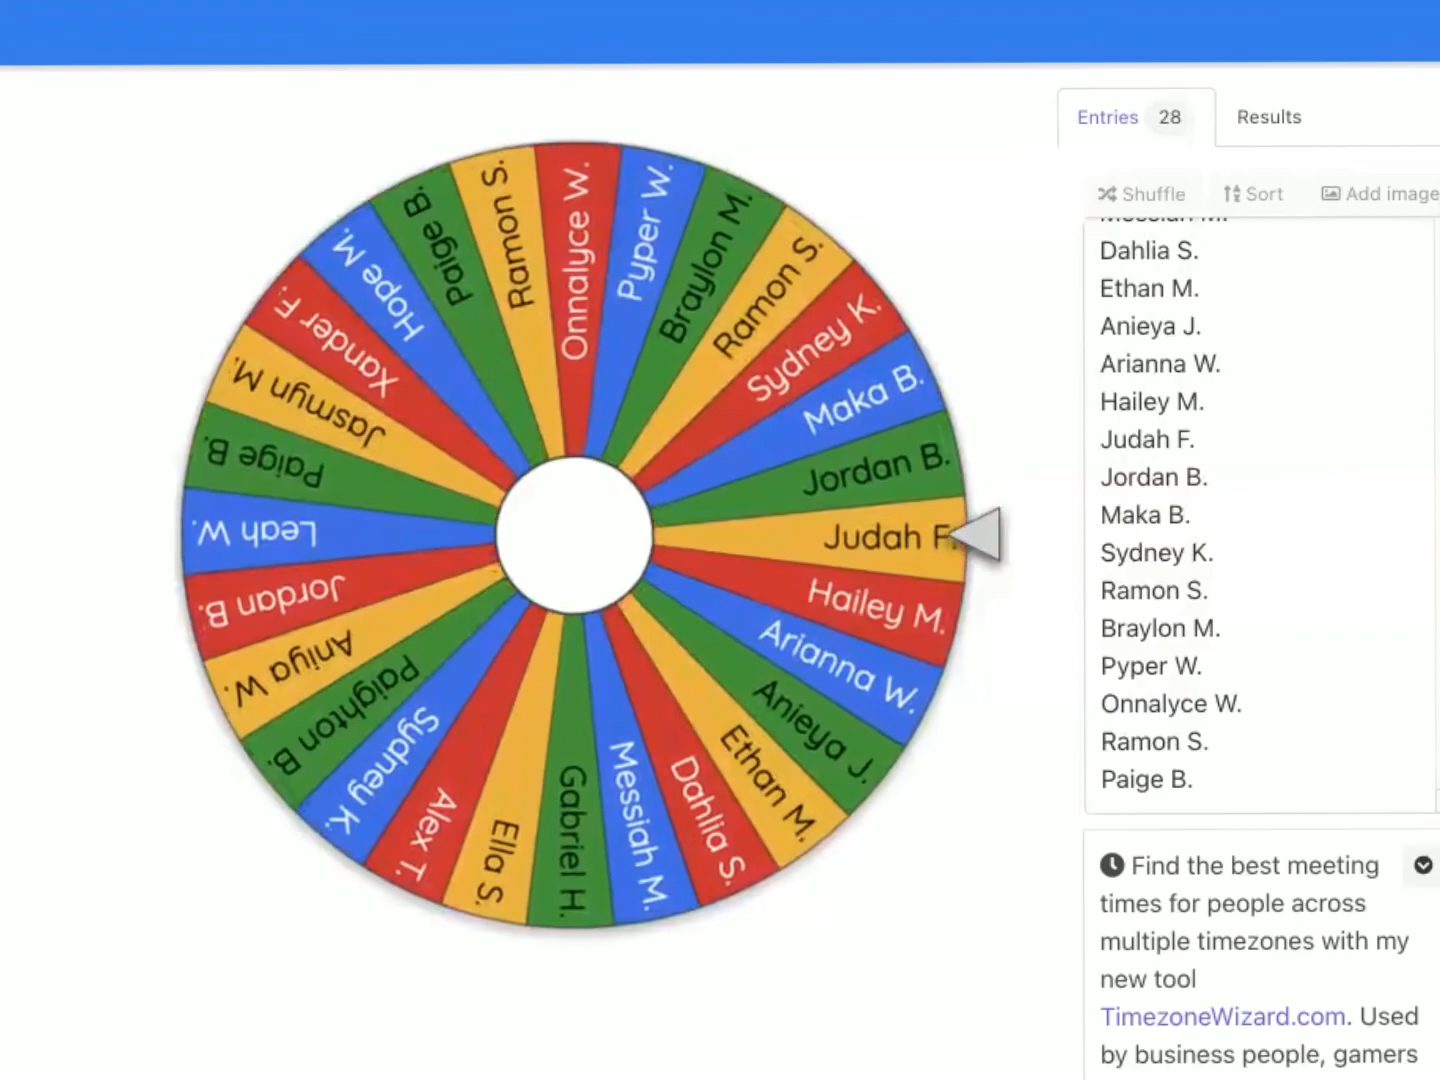 Entries 28 Results
Shuffle Sort Add image
Messiah M.
Dahlia S.
Ethan M.
Anieya J.
Arianna W.
Hailey M.
Judah F.
Jordan B.
Maka B.
Sydney K.
Ramon S.
Braylon M.
Pyper W.
Onnalyce W.
Ramon S.
Paige B.
Onnalyce W.
Pyper W.
Braylon M.
Ramon S.
Sydney K.
Maka B.
Jordan B.
Judah F.
Hailey M.
Arianna W.
Anieya J.
Ethan M.
Dahlia S.
Messiah M.
Gabriel H.
Ella S.
Alex T.
Sydney K.
Paighton B.
Aniya W.
Jordan B.
Leah W.
Paige B.
Jasmyn M.
Xander F.
Hope M.
Paige B.
Ramon S.
Find the best meeting
times for people across
multiple timezones with my
new tool
TimezoneWizard.com. Used
by business people, gamers